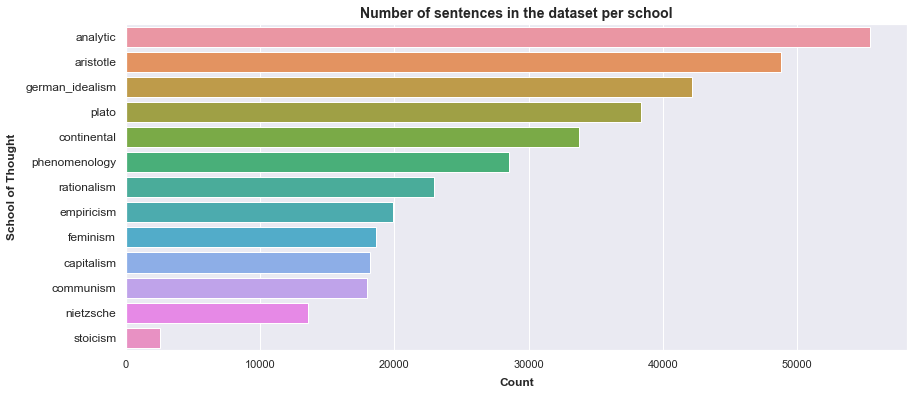 Number of sentences in the dataset per school
School of Thought
analytic
aristotle
german_idealism
plato
continental
phenomenology
rationalism
empiricism
feminism
capitalism
communism
nietzsche
stoicism
0 10000 20000 30000 40000 50000
Count